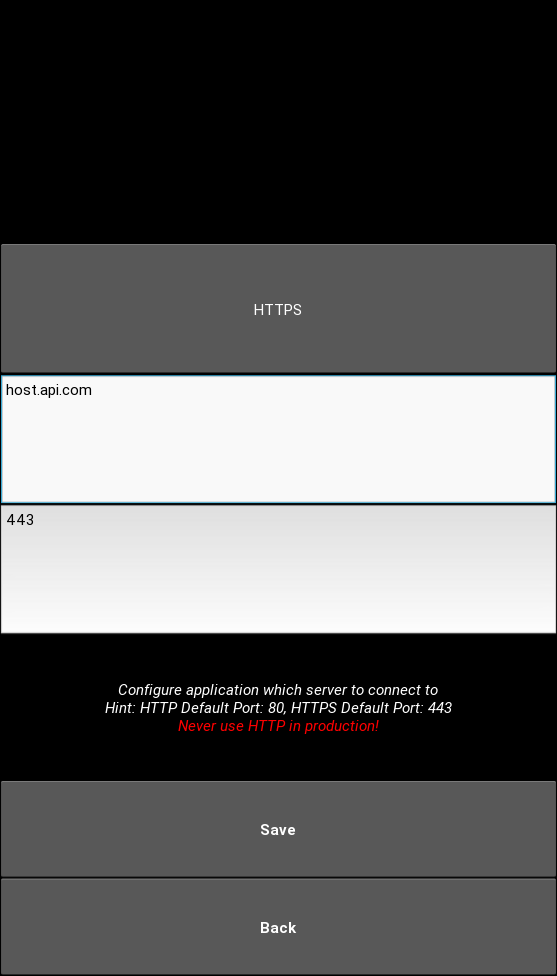 HTTPS
host.api.com
443
Configure application which server to connect to
Hint: HTTP Default Port: 80, HTTPS Default Port: 443
Never use HTTP in production!
Save
Back